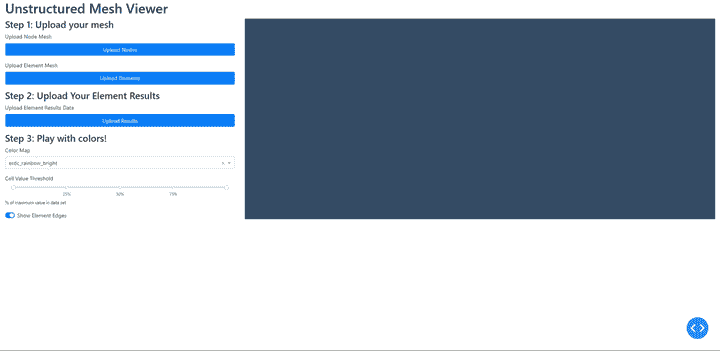 Unstructured Mesh Viewer
Step 1: Upload your mesh
Upload Node Mesh
Upload Nodes
Upload Element Mesh
Upload Elements
Step 2: Upload Your Element Results
Upload Element Results Data
Upload Results
Step 3: Play with colors!
Color Map
erdc_rainbow_bright
Cell Value Threshold
25% 50% 75%
% of maximum value in data set
Show Element Edges